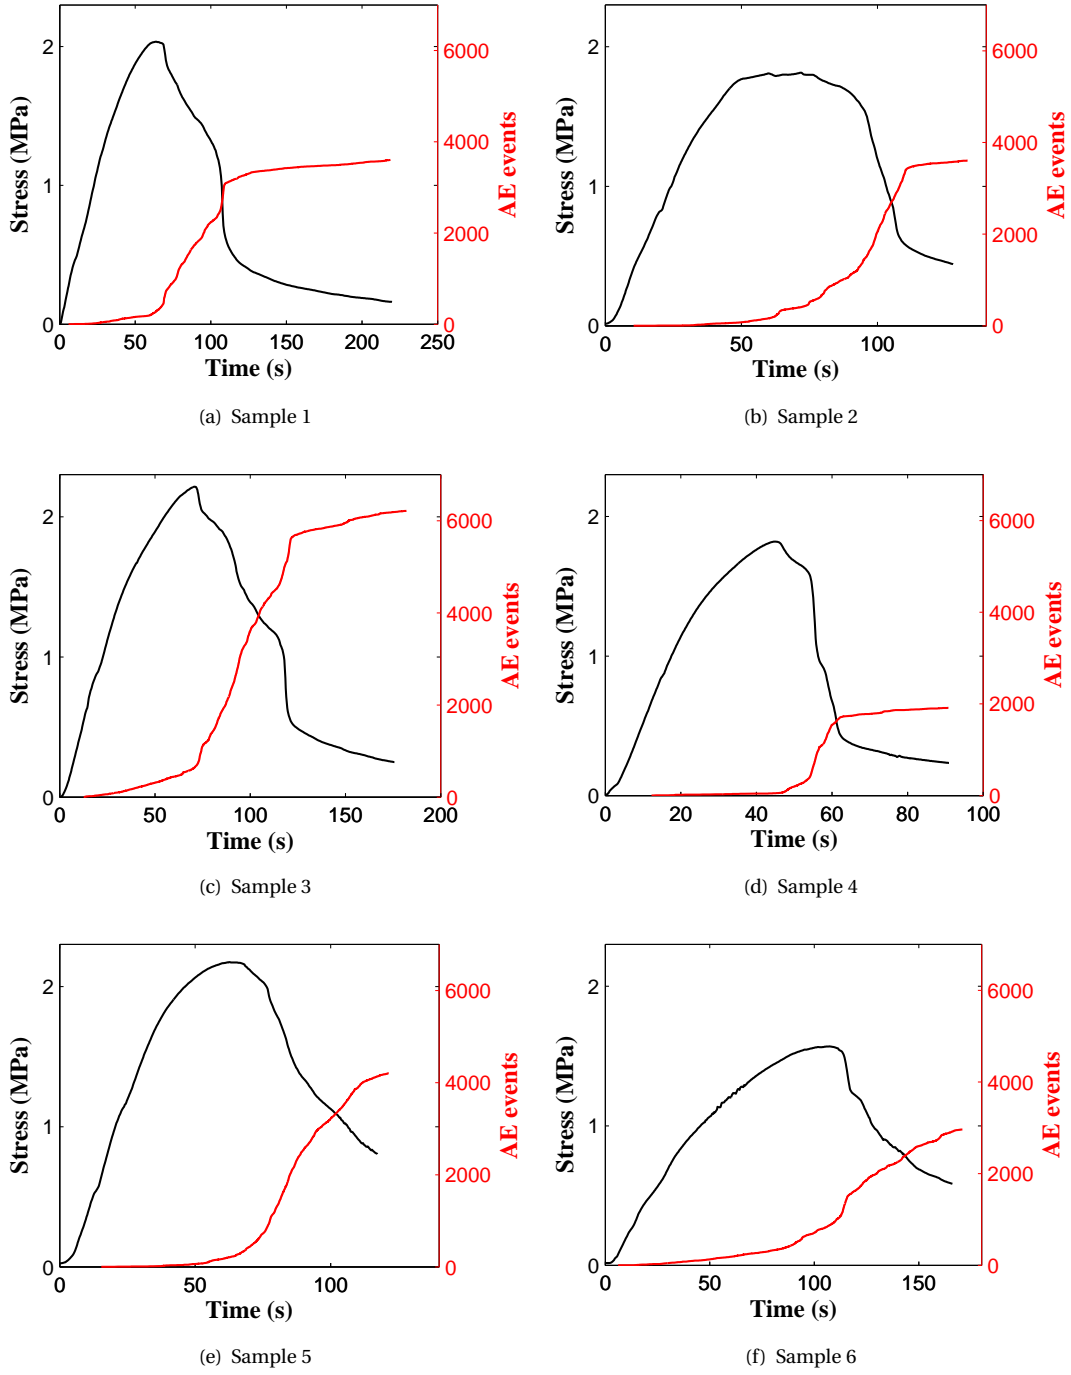 2
1
0
Stress (MPa)
6000
4000
2000
0
AE events
0 50 100 150 200 250
Time (s)
(a) Sample 1
2
1
0
Stress (MPa)
6000
4000
2000
0
AE events
50 100
Time (s)
(b) Sample 2
2
1
0
Stress (MPa)
6000
4000
2000
0
AE events
0 50 100 150 200
Time (s)
(c) Sample 3
2
1
0
Stress (MPa)
6000
4000
2000
0
AE events
0 20 40 60 80 100
Time (s)
(d) Sample 4
2
1
0
Stress (MPa)
6000
4000
2000
0
AE events
0 50 100
Time (s)
(e) Sample 5
2
1
0
Stress (MPa)
6000
4000
2000
0
AE events
0 50 100 150
Time (s)
(f) Sample 6